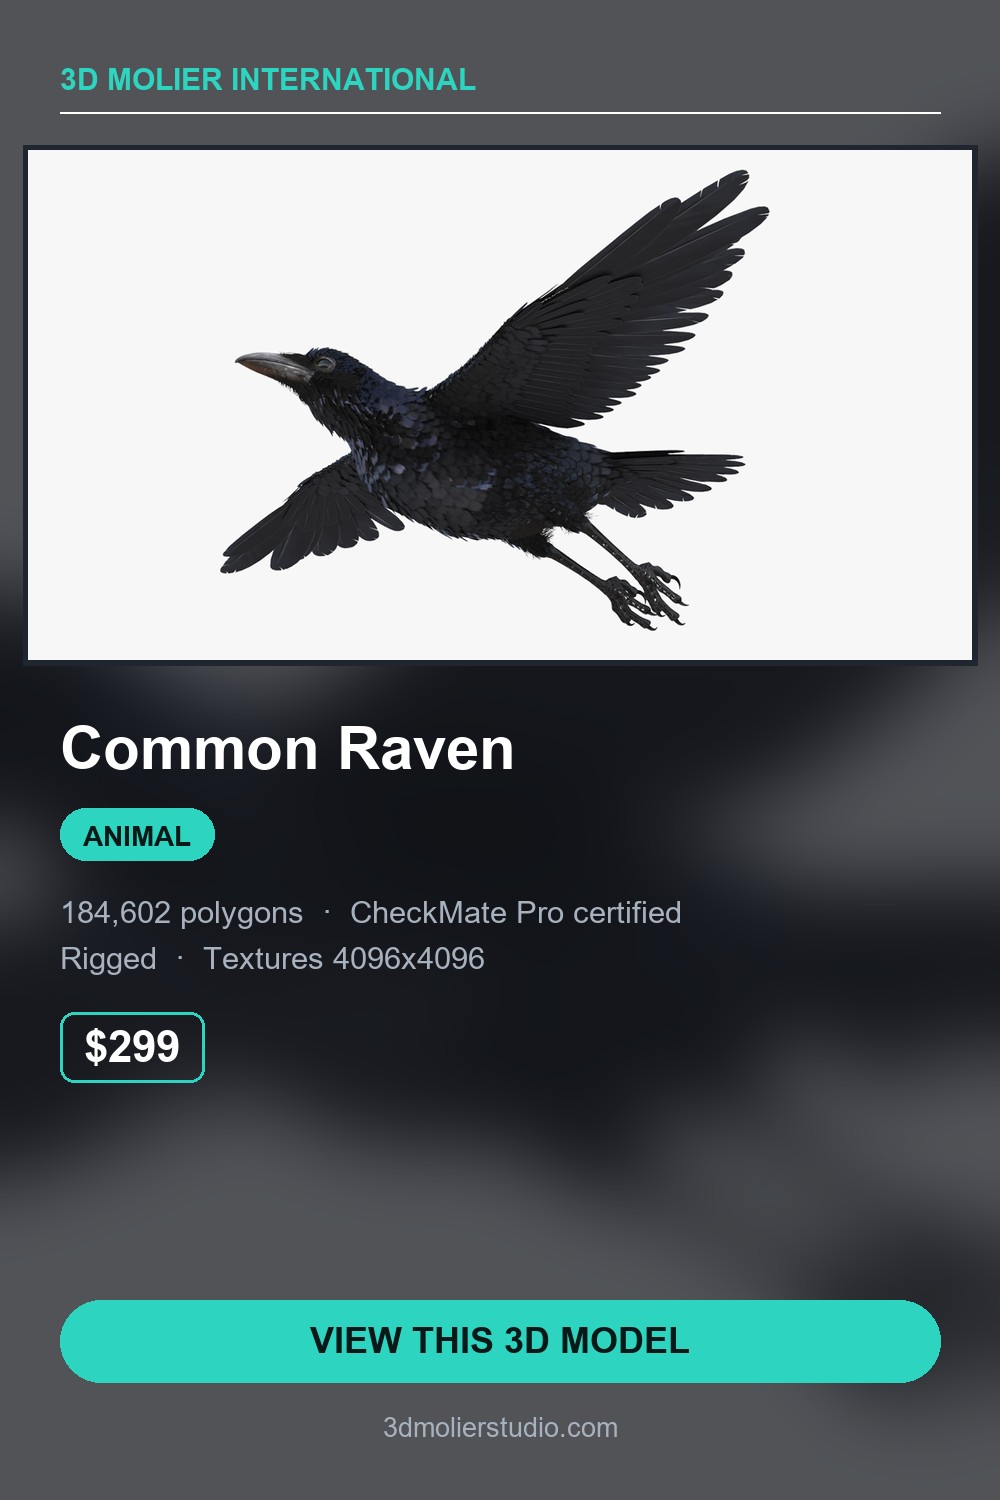 3D MOLIER INTERNATIONAL
Common Raven
ANIMAL
184,602 polygons · CheckMate Pro certified
Rigged · Textures 4096x4096
$299
VIEW THIS 3D MODEL
3dmolierstudio.com